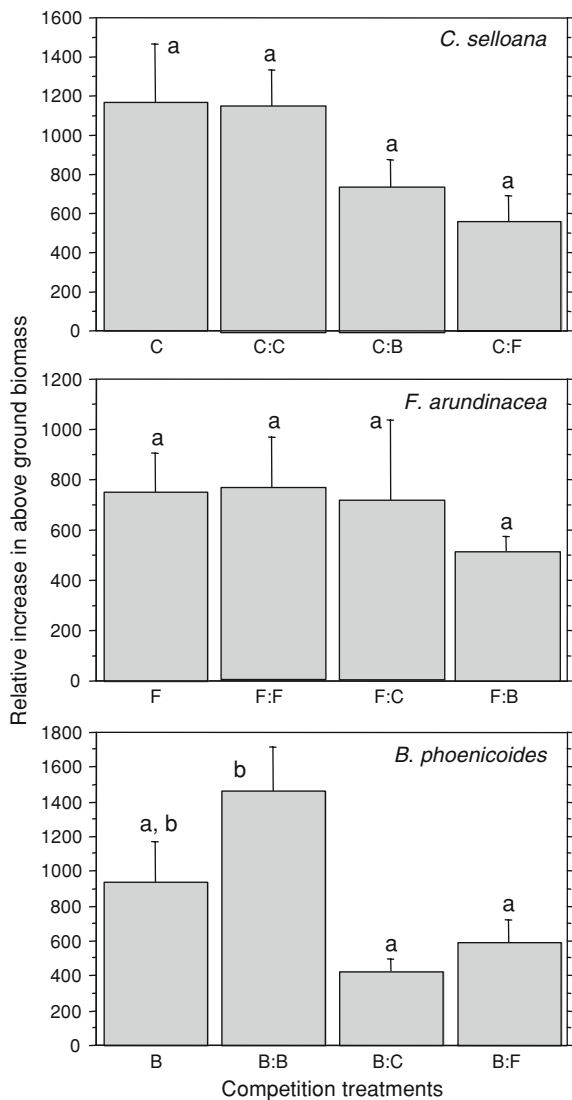 Relative increase in above ground biomass
C. selloana
1600
1400
1200
1000
800
600
400
200
0
a
a
a
a
C C:C C:B C:F
F. arundinacea
1200
1000
800
600
400
200
0
a
a
a
a
F F:F F:C F:B
B. phoenicoides
1800
1600
1400
1200
1000
800
600
400
200
0
a, b
b
a
a
B B:B B:C B:F
Competition treatments